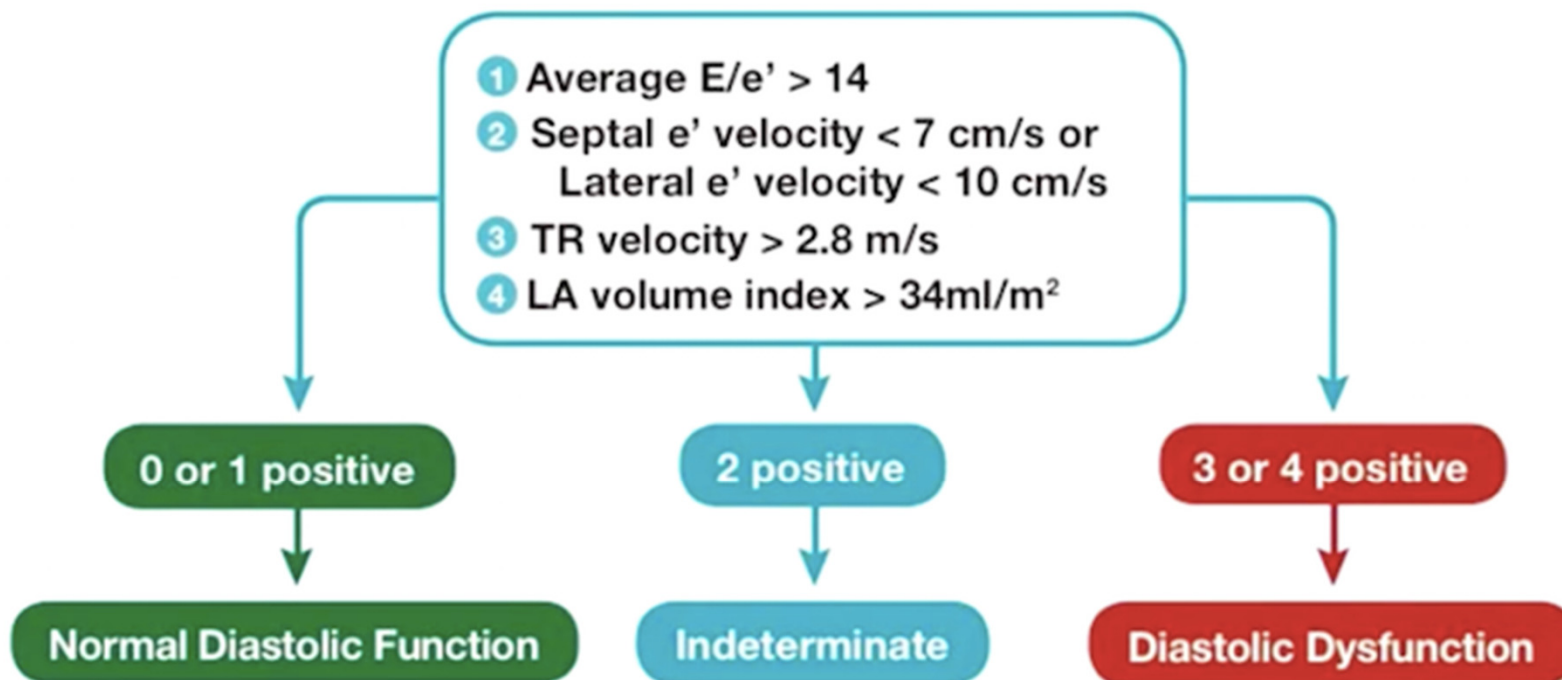 1 Average E/e’ > 14
2 Septal e’ velocity < 7 cm/s or
Lateral e’ velocity < 10 cm/s
3 TR velocity > 2.8 m/s
4 LA volume index > 34ml/m²
0 or 1 positive
2 positive
3 or 4 positive
Normal Diastolic Function
Indeterminate
Diastolic Dysfunction